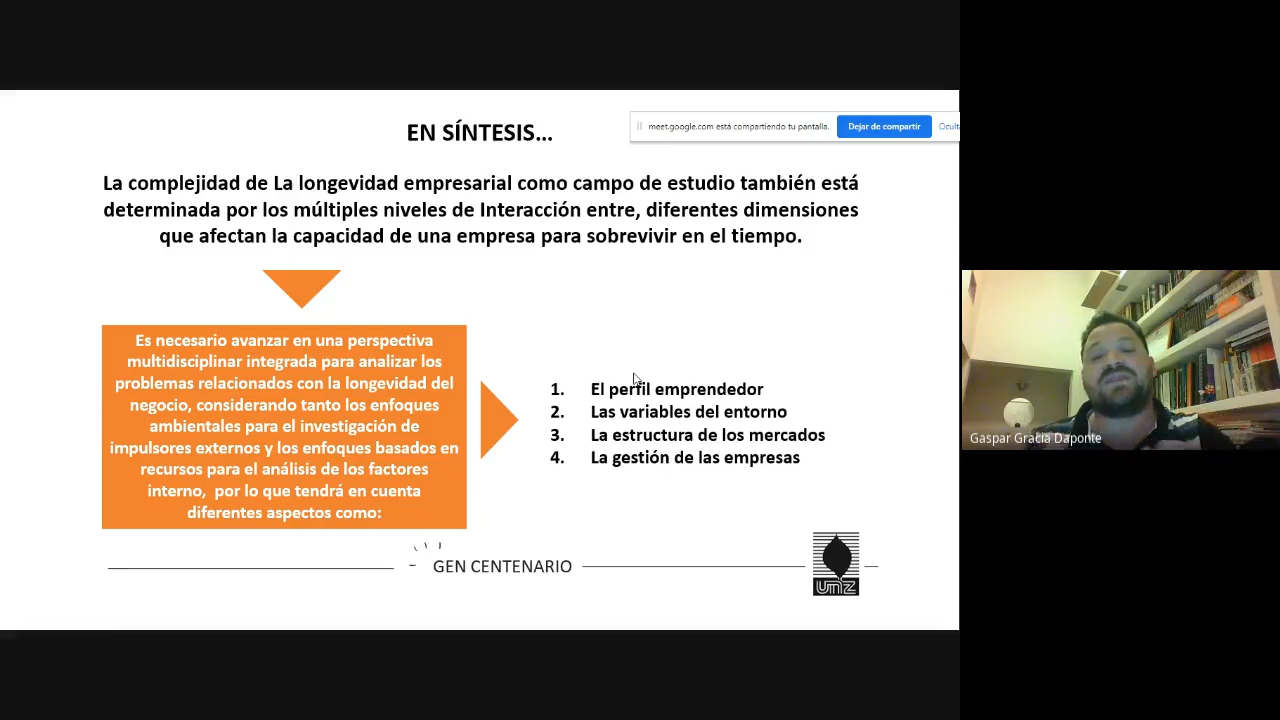 EN SÍNTESIS...
meet.google.com está compartiendo tu pantalla.
Dejar de compartir
La complejidad de La longevidad empresarial como campo de estudio también está
determinada por los múltiples niveles de Interacción entre, diferentes dimensiones
que afectan la capacidad de una empresa para sobrevivir en el tiempo.
Es necesario avanzar en una perspectiva
multidisciplinar integrada para analizar los
problemas relacionados con la longevidad del
negocio, considerando tanto los enfoques
ambientales para el investigación de
impulsores externos y los enfoques basados en
recursos para el análisis de los factores
interno, por lo que tendrá en cuenta
diferentes aspectos como:
1. El perfil emprendedor
2. Las variables del entorno
3. La estructura de los mercados
4. La gestión de las empresas
Gaspar Gracia Daponte
GEN CENTENARIO
UNLZ